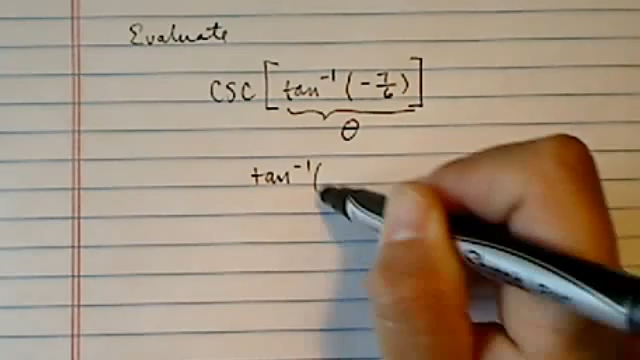 Evaluate
CSC [tan⁻¹ (-7/6)]
θ
tan⁻¹(